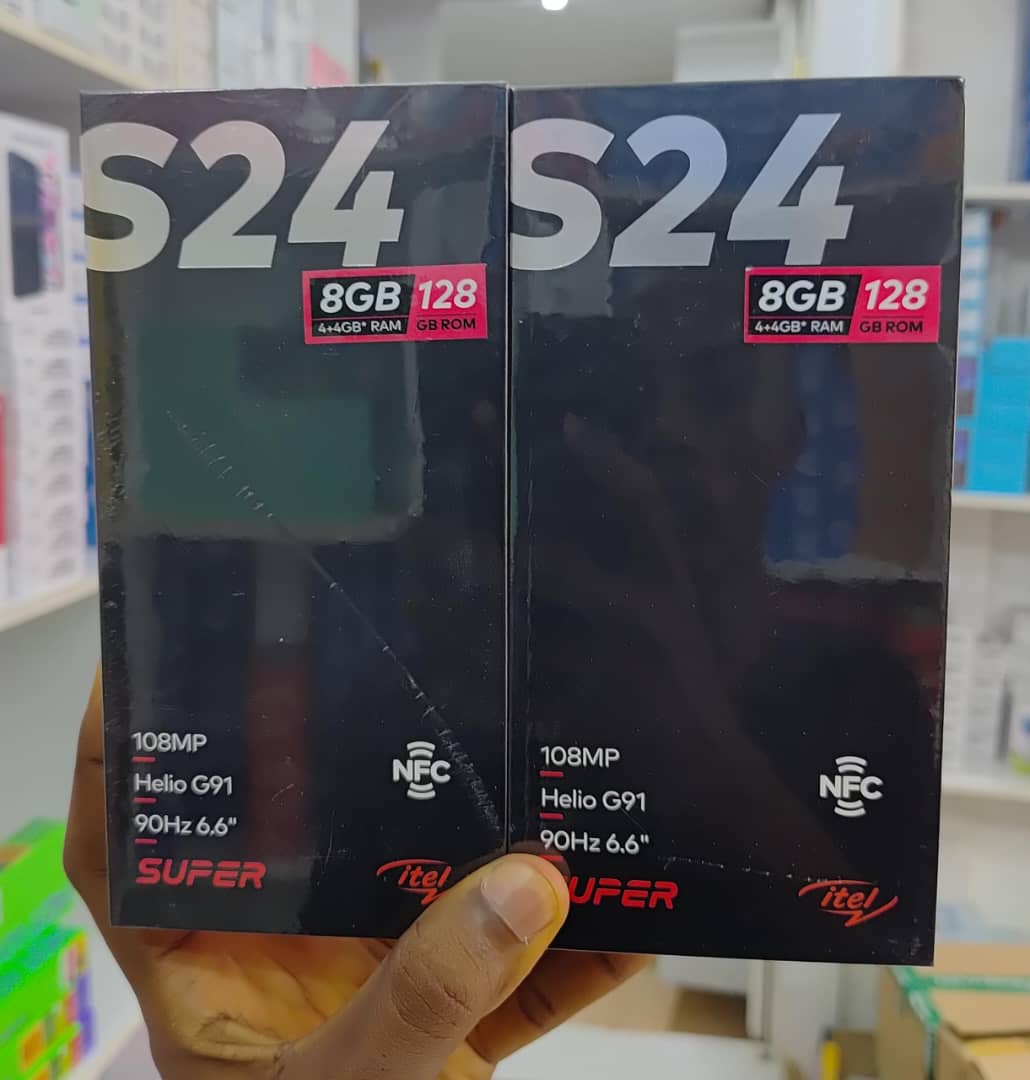 S24
8GB 128
4+4GB* RAM GB ROM
108MP
Helio G91
90Hz 6.6"
NFC
SUPER
itel
S24
8GB 128
4+4GB* RAM GB ROM
108MP
Helio G91
90Hz 6.6"
NFC
UPER
itel